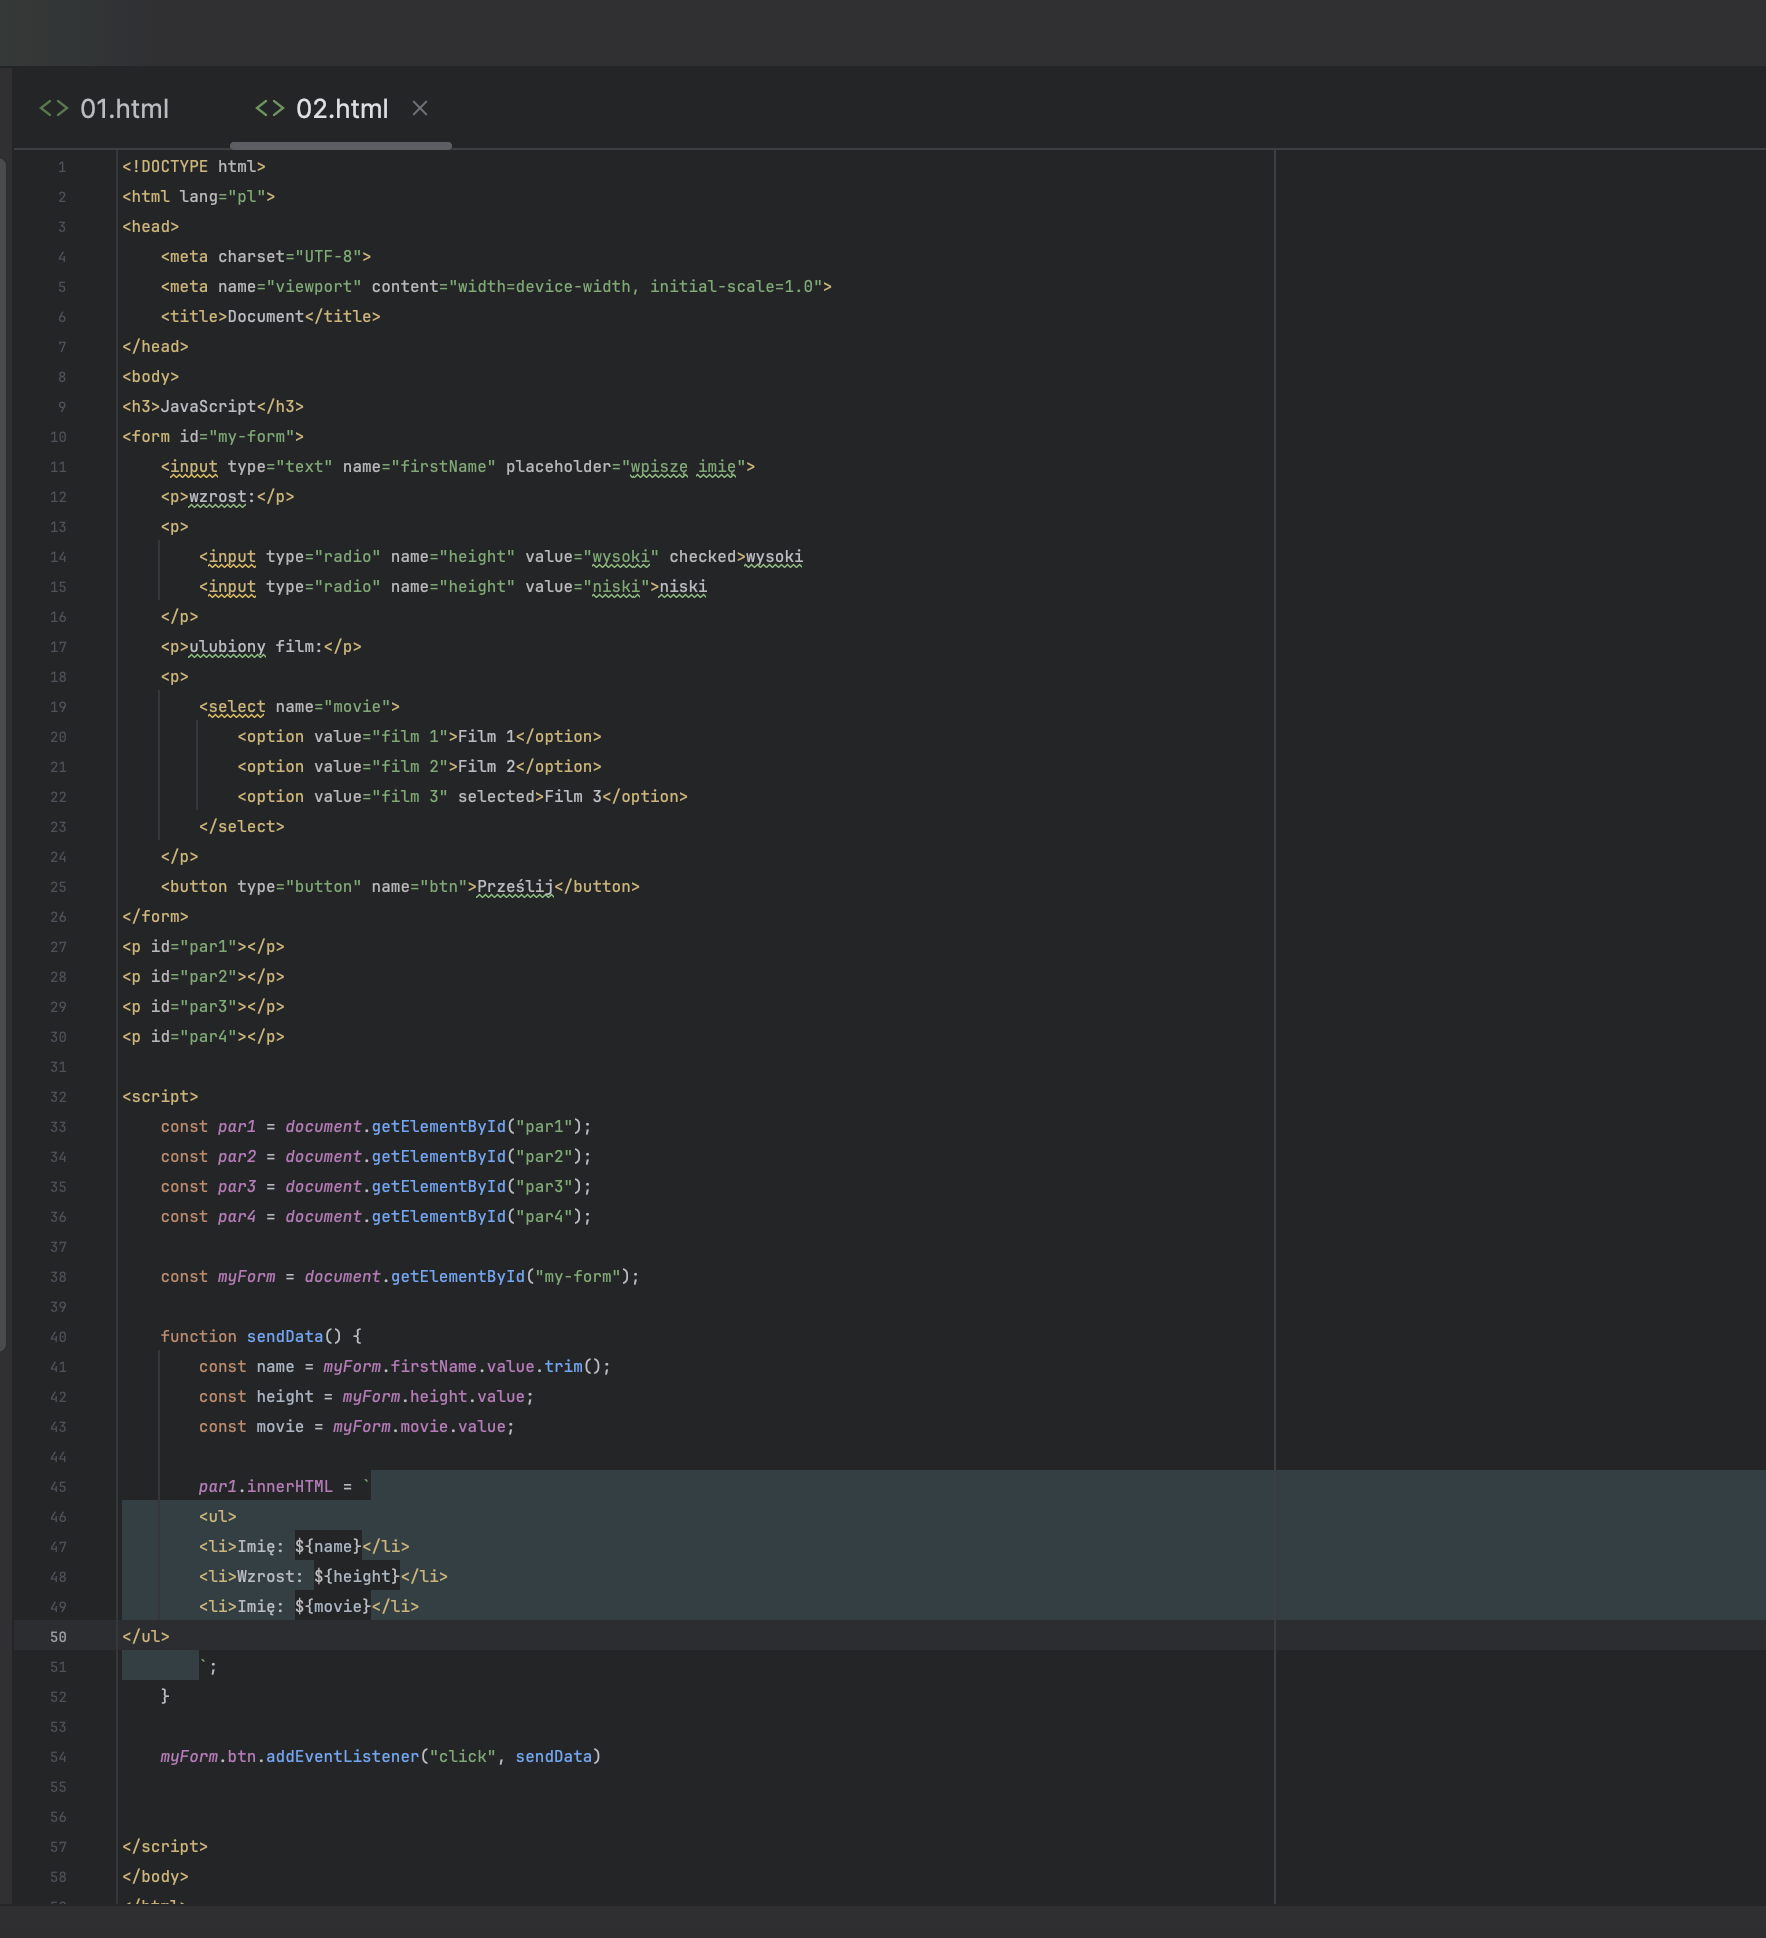 01.html
02.html
1 <!DOCTYPE html>
2 <html lang="pl">
3 <head>
4     <meta charset="UTF-8">
5     <meta name="viewport" content="width=device-width, initial-scale=1.0">
6     <title>Document</title>
7 </head>
8 <body>
9 <h3>JavaScript</h3>
10 <form id="my-form">
11     <input type="text" name="firstName" placeholder="wpiszę imię">
12     <p>wzrost:</p>
13     <p>
14         <input type="radio" name="height" value="wysoki" checked>wysoki
15         <input type="radio" name="height" value="niski">niski
16     </p>
17     <p>ulubiony film:</p>
18     <p>
19         <select name="movie">
20             <option value="film 1">Film 1</option>
21             <option value="film 2">Film 2</option>
22             <option value="film 3" selected>Film 3</option>
23         </select>
24     </p>
25     <button type="button" name="btn">Prześlij</button>
26 </form>
27 <p id="par1"></p>
28 <p id="par2"></p>
29 <p id="par3"></p>
30 <p id="par4"></p>
31
32 <script>
33     const par1 = document.getElementById("par1");
34     const par2 = document.getElementById("par2");
35     const par3 = document.getElementById("par3");
36     const par4 = document.getElementById("par4");
37
38     const myForm = document.getElementById("my-form");
39
40     function sendData() {
41         const name = myForm.firstName.value.trim();
42         const height = myForm.height.value;
43         const movie = myForm.movie.value;
44
45         par1.innerHTML = `
46         <ul>
47         <li>Imię: ${name}</li>
48         <li>Wzrost: ${height}</li>
49         <li>Imię: ${movie}</li>
50 </ul>
51         `;
52     }
53
54     myForm.btn.addEventListener("click", sendData)
55
56
57 </script>
58 </body>